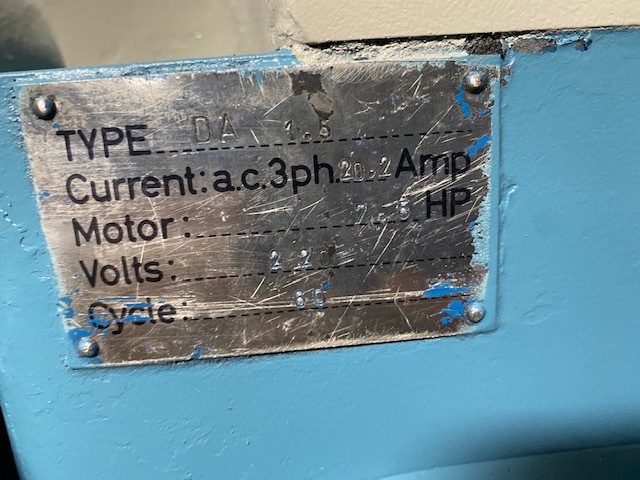 TYPE DA 1.5
Current: a.c.3ph. 20,2 Amp
Motor: 7.5 HP
Volts: 220
Cycle: 60